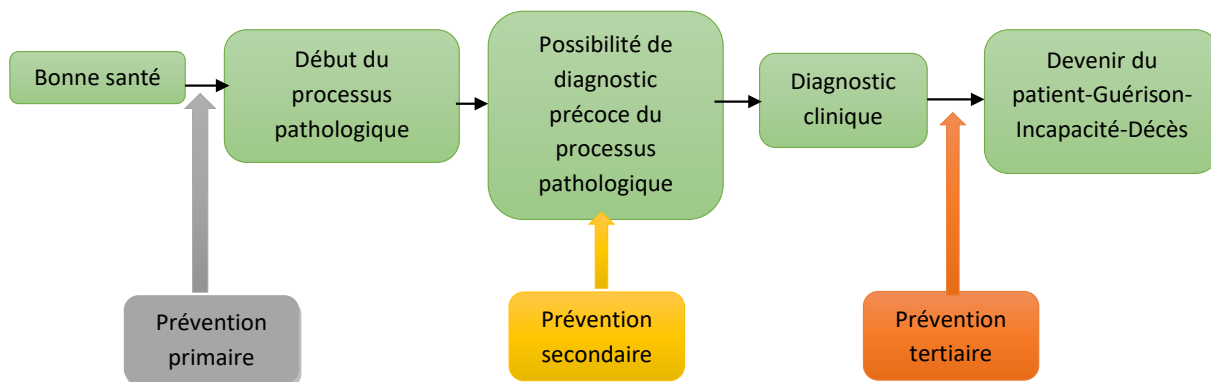 Bonne santé
Début du
processus
pathologique
Possibilité de
diagnostic
précoce du
processus
pathologique
Diagnostic
clinique
Devenir du
patient-Guérison-
Incapacité-Décès
Prévention
primaire
Prévention
secondaire
Prévention
tertiaire